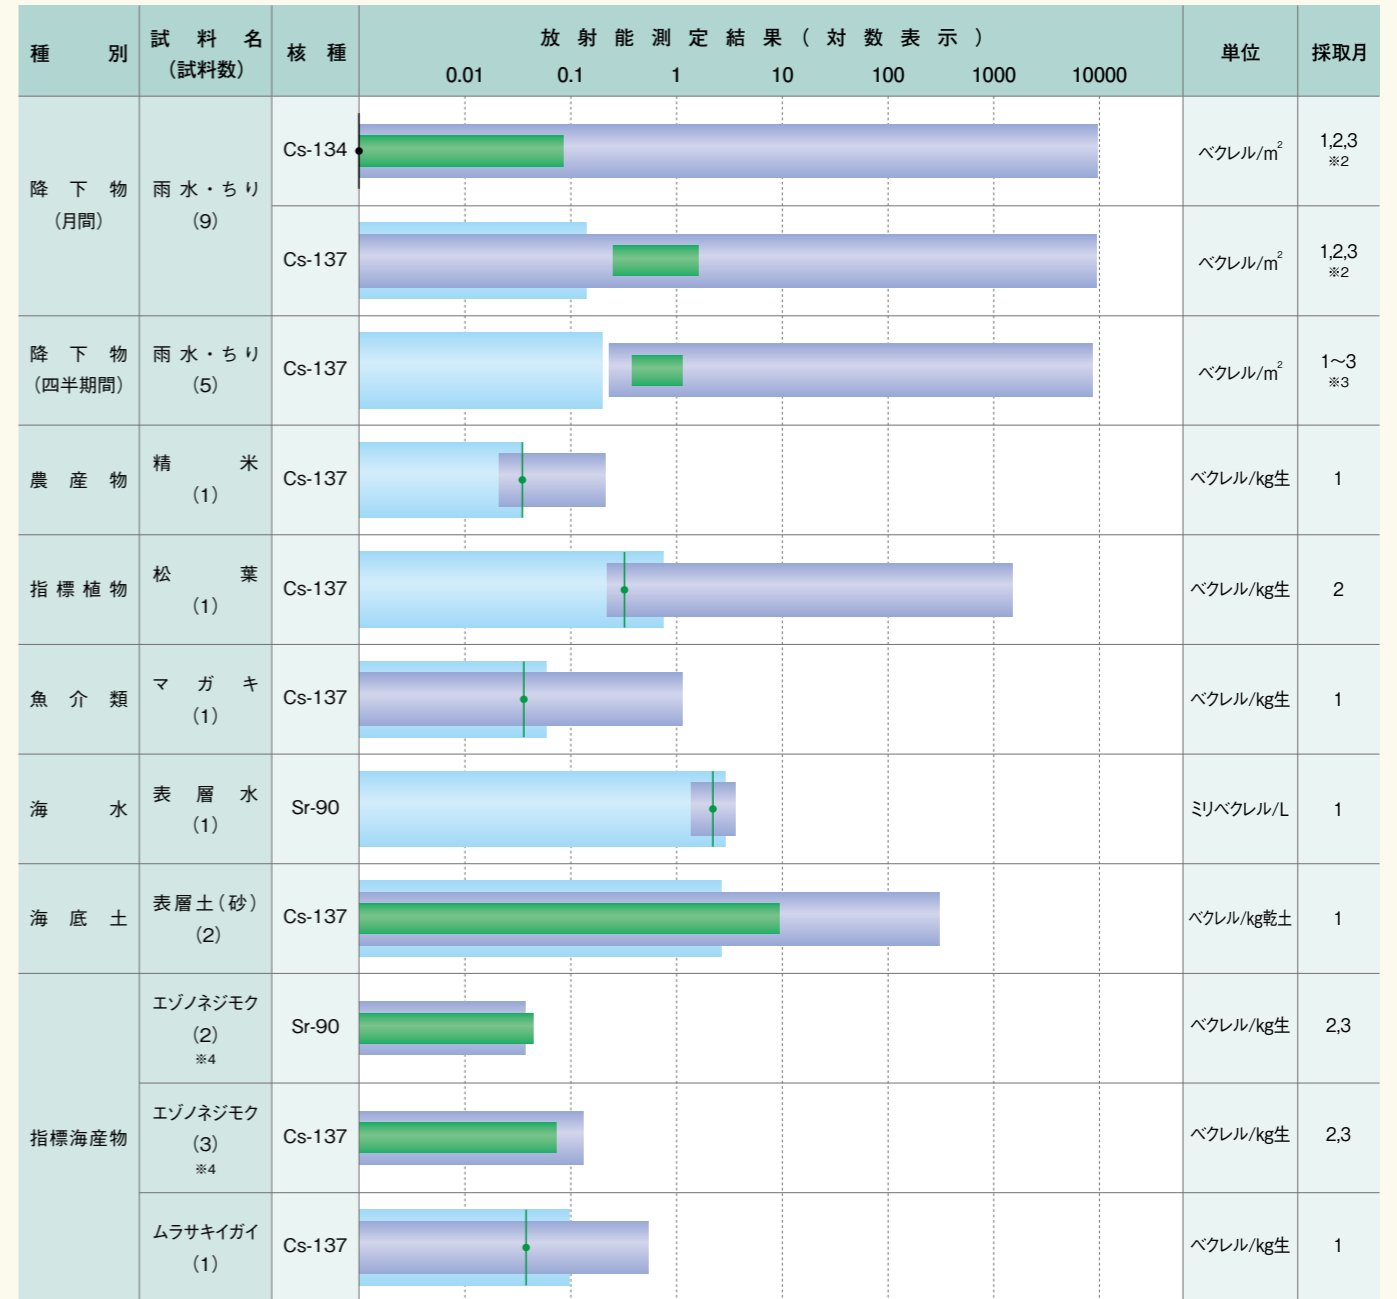 種別 試料名 核種 放射能測定結果(対数表示) 単位 採取月
(試料数)
0.01 0.1 1 10 100 1000 10000
降下物 雨水・ちり Cs-134 ベクレル/m² 1,2,3
(月間) (9) ※2
Cs-137 ベクレル/m² 1,2,3
※2
降下物 雨水・ちり Cs-137 ベクレル/m² 1〜3
(四半期間) (5) ※3
農産物 精米 Cs-137 ベクレル/kg生 1
(1)
指標植物 松葉 Cs-137 ベクレル/kg生 2
(1)
魚介類 マガキ Cs-137 ベクレル/kg生 1
(1)
海水 表層水 Sr-90 ミリベクレル/L 1
(1)
海底土 表層土(砂) Cs-137 ベクレル/kg乾土 1
(2)
指標海産物 エゾノネジモク Sr-90 ベクレル/kg生 2,3
(2)
※4
エゾノネジモク Cs-137 ベクレル/kg生 2,3
(3)
※4
ムラサキイガイ Cs-137 ベクレル/kg生 1
(1)